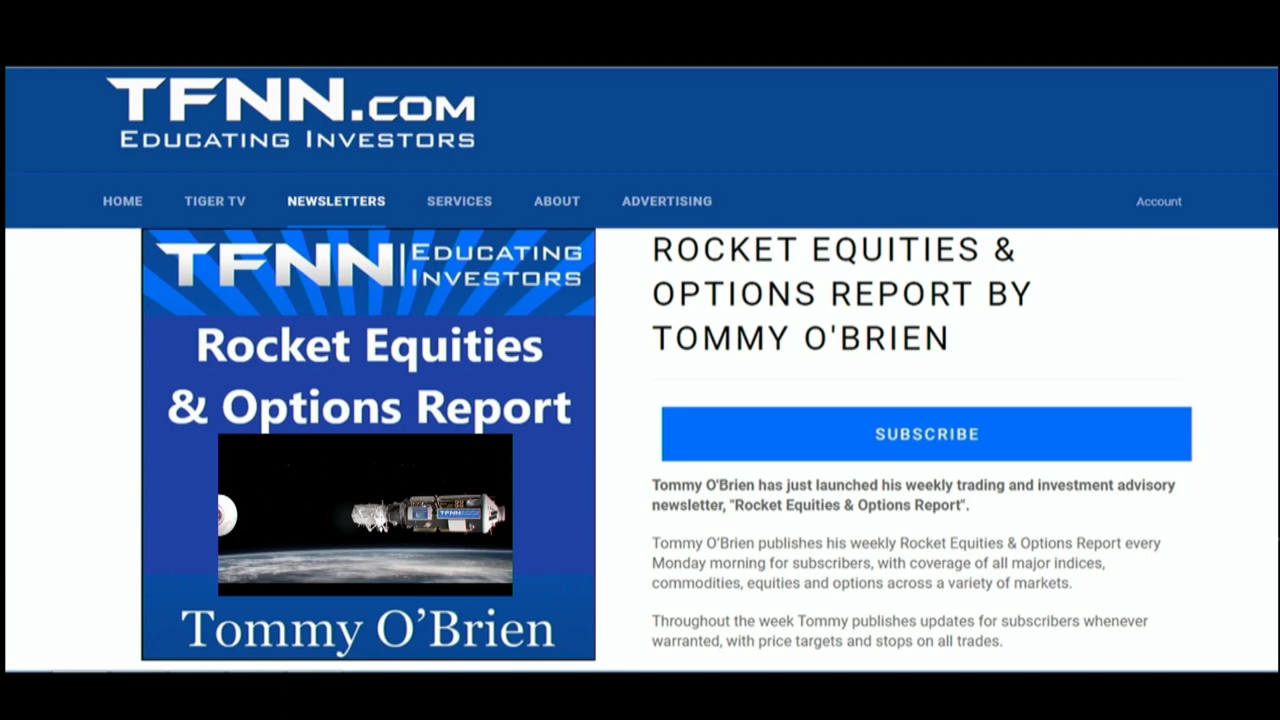 TFNN.COM
EDUCATING INVESTORS
HOME TIGER TV NEWSLETTERS SERVICES ABOUT ADVERTISING Account
TFNN EDUCATING
INVESTORS
Rocket Equities
& Options Report
TFNN
Tommy O’Brien
ROCKET EQUITIES &
OPTIONS REPORT BY
TOMMY O'BRIEN
SUBSCRIBE
Tommy O'Brien has just launched his weekly trading and investment advisory
newsletter, "Rocket Equities & Options Report".
Tommy O'Brien publishes his weekly Rocket Equities & Options Report every
Monday morning for subscribers, with coverage of all major indices,
commodities, equities and options across a variety of markets.
Throughout the week Tommy publishes updates for subscribers whenever
warranted, with price targets and stops on all trades.